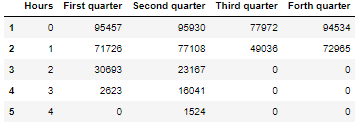 Hours First quarter Second quarter Third quarter Forth quarter
1 0 95457 95930 77972 94534
2 1 71726 77108 49036 72965
3 2 30693 23167 0 0
4 3 2623 16041 0 0
5 4 0 1524 0 0